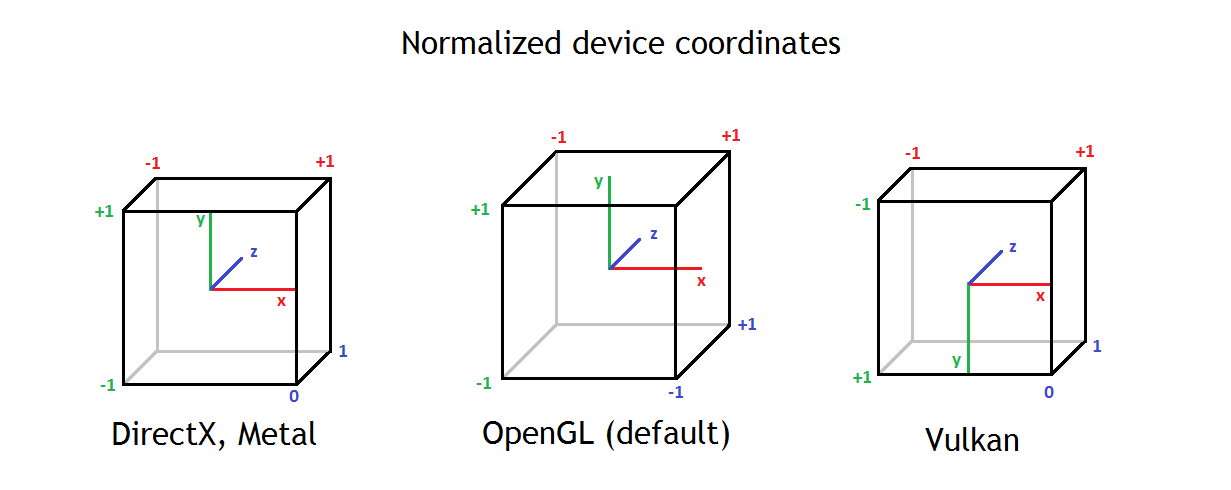 Normalized device coordinates
-1
+1
+1
y
z
x
-1
0
1
DirectX, Metal
-1
+1
+1
y
z
x
-1
-1
+1
OpenGL (default)
-1
+1
-1
z
x
y
+1
0
1
Vulkan